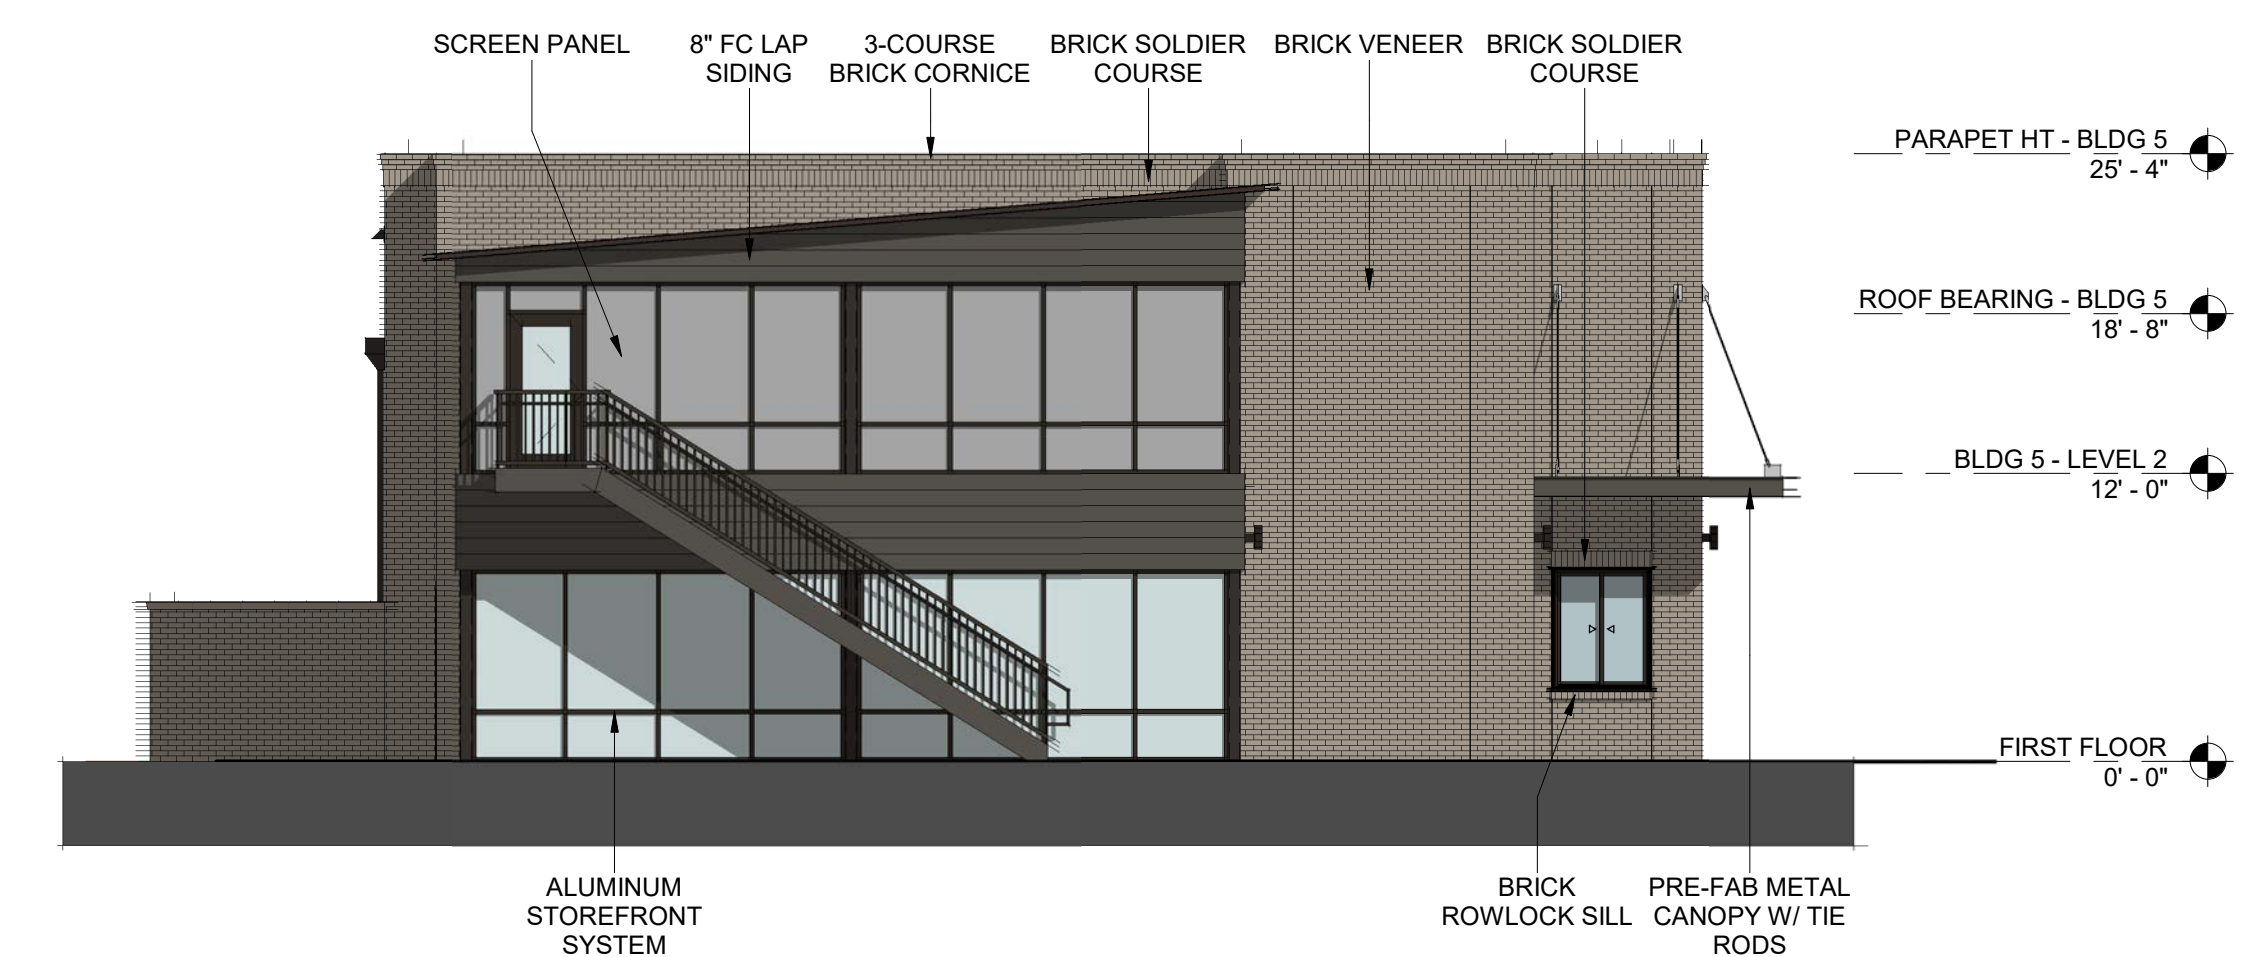 SCREEN PANEL
8" FC LAP
SIDING
3-COURSE
BRICK CORNICE
BRICK SOLDIER
COURSE
BRICK VENEER
BRICK SOLDIER
COURSE
PARAPET HT - BLDG 5
25' - 4"
ROOF BEARING - BLDG 5
18' - 8"
BLDG 5 - LEVEL 2
12' - 0"
FIRST FLOOR
0' - 0"
ALUMINUM
STOREFRONT
SYSTEM
BRICK
ROWLOCK SILL
PRE-FAB METAL
CANOPY W/ TIE
RODS